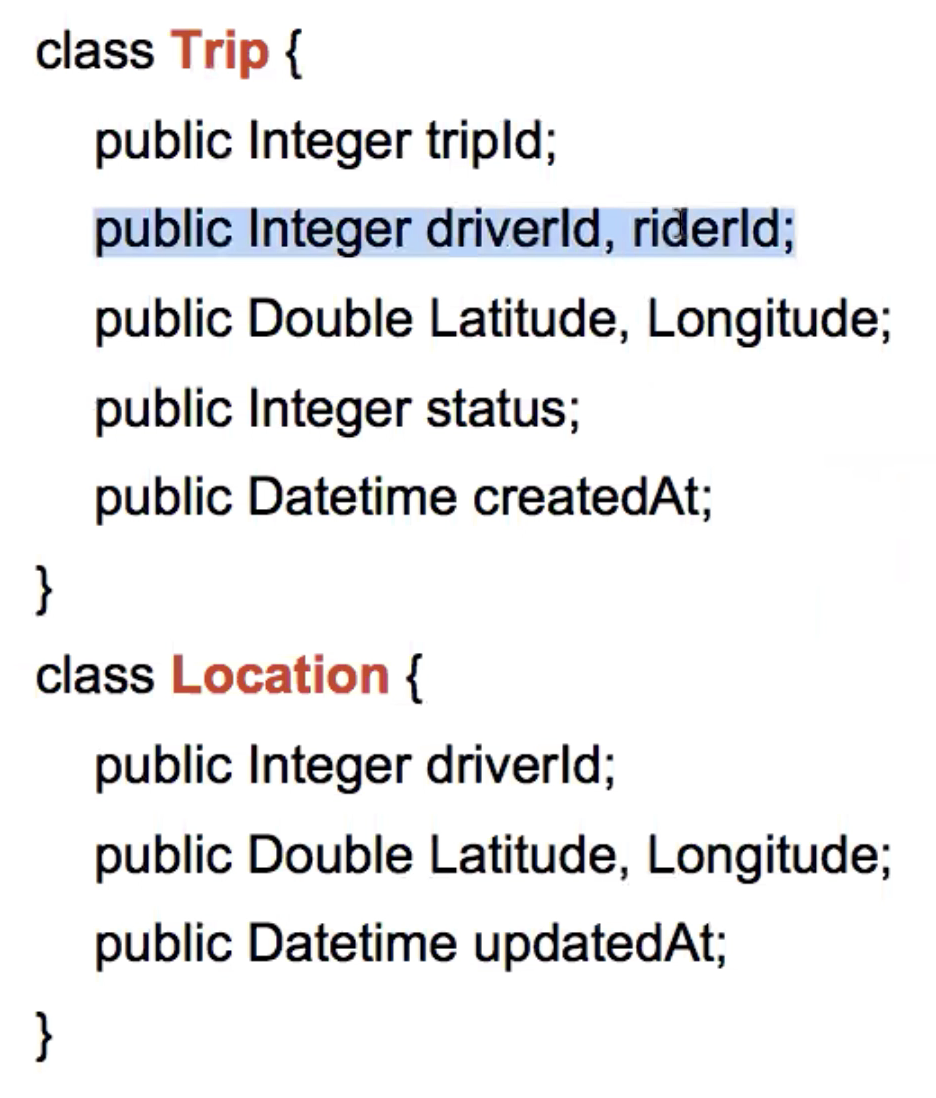 class Trip {
public Integer tripId;
public Integer driverId, riderId;
public Double Latitude, Longitude;
public Integer status;
public Datetime createdAt;
}
class Location {
public Integer driverId;
public Double Latitude, Longitude;
public Datetime updatedAt;
}